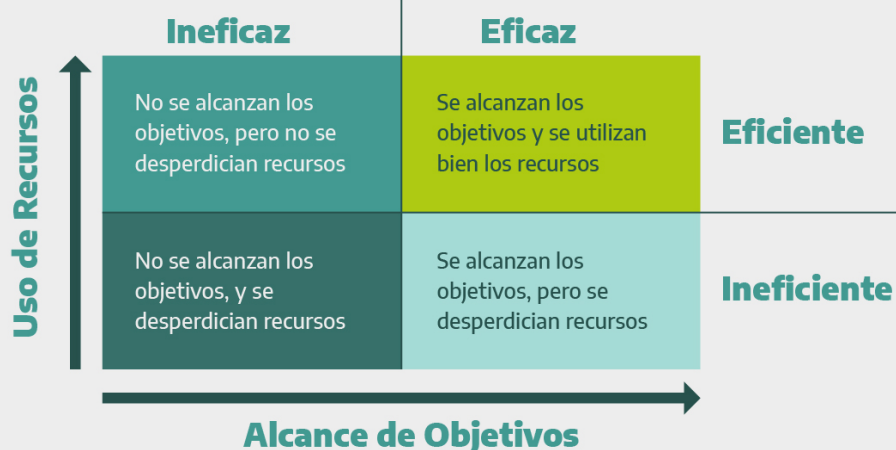 Ineficaz
Eficaz
Uso de Recursos
No se alcanzan los
objetivos, pero no se
desperdician recursos
Se alcanzan los
objetivos y se utilizan
bien los recursos
Eficiente
No se alcanzan los
objetivos, y se
desperdician recursos
Se alcanzan los
objetivos, pero se
desperdician recursos
Ineficiente
Alcance de Objetivos